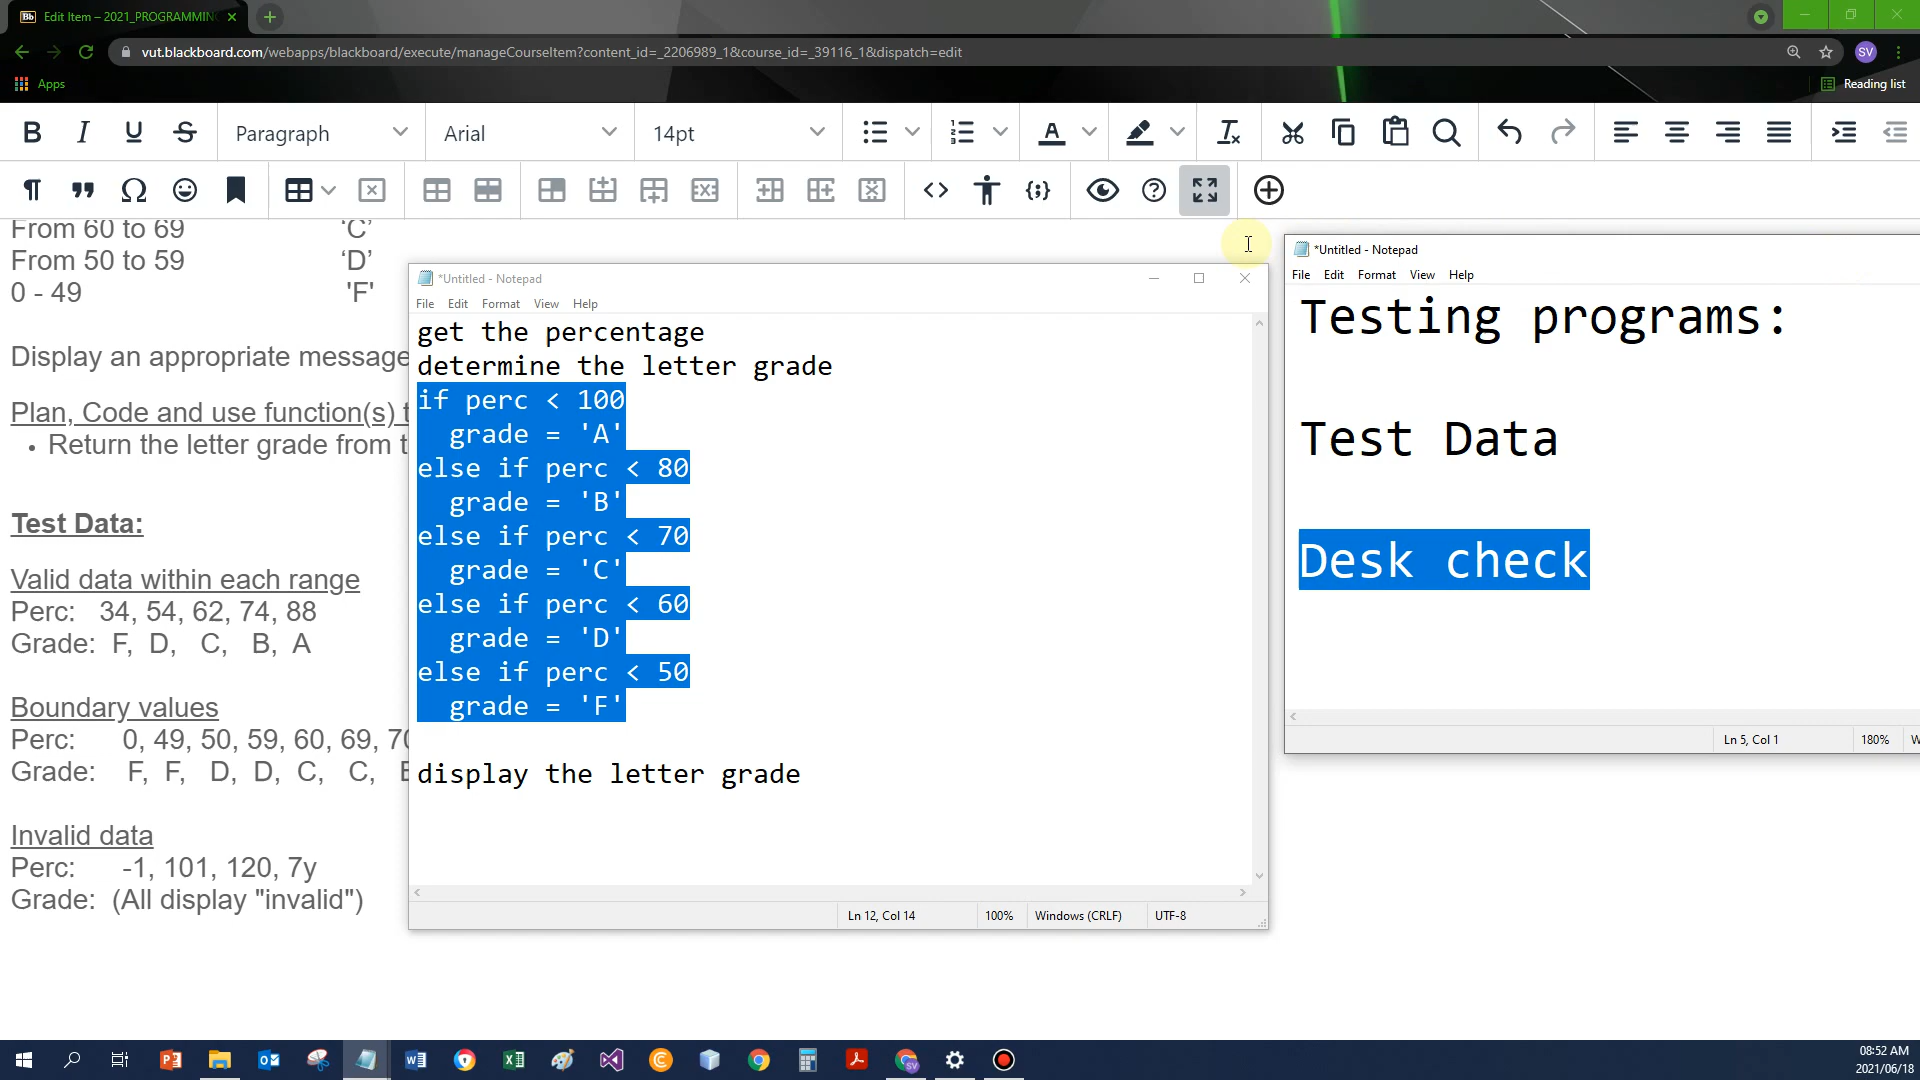 Edit Item – 2021_PROGRAMMIN
vut.blackboard.com/webapps/blackboard/execute/manageCourseItem?content_id=_2206989_1&course_id=_39116_1&dispatch=edit
SV
Apps
Reading list
Paragraph
Arial
14pt
From 60 to 69 ‘C’
From 50 to 59 ‘D’
0 - 49 'F'
Display an appropriate message
Plan, Code and use function(s) t
• Return the letter grade from t
Test Data:
Valid data within each range
Perc: 34, 54, 62, 74, 88
Grade: F, D, C, B, A
Boundary values
Perc: 0, 49, 50, 59, 60, 69, 70
Grade: F, F, D, D, C, C,
Invalid data
Perc: -1, 101, 120, 7y
Grade: (All display "invalid")
*Untitled - Notepad
File Edit Format View Help
get the percentage
determine the letter grade
if perc < 100
grade = 'A'
else if perc < 80
grade = 'B'
else if perc < 70
grade = 'C'
else if perc < 60
grade = 'D'
else if perc < 50
grade = 'F'
display the letter grade
Ln 12, Col 14 100% Windows (CRLF) UTF-8
*Untitled - Notepad
File Edit Format View Help
Testing programs:
Test Data
Desk check
Ln 5, Col 1 180% W
08:52 AM
2021/06/18